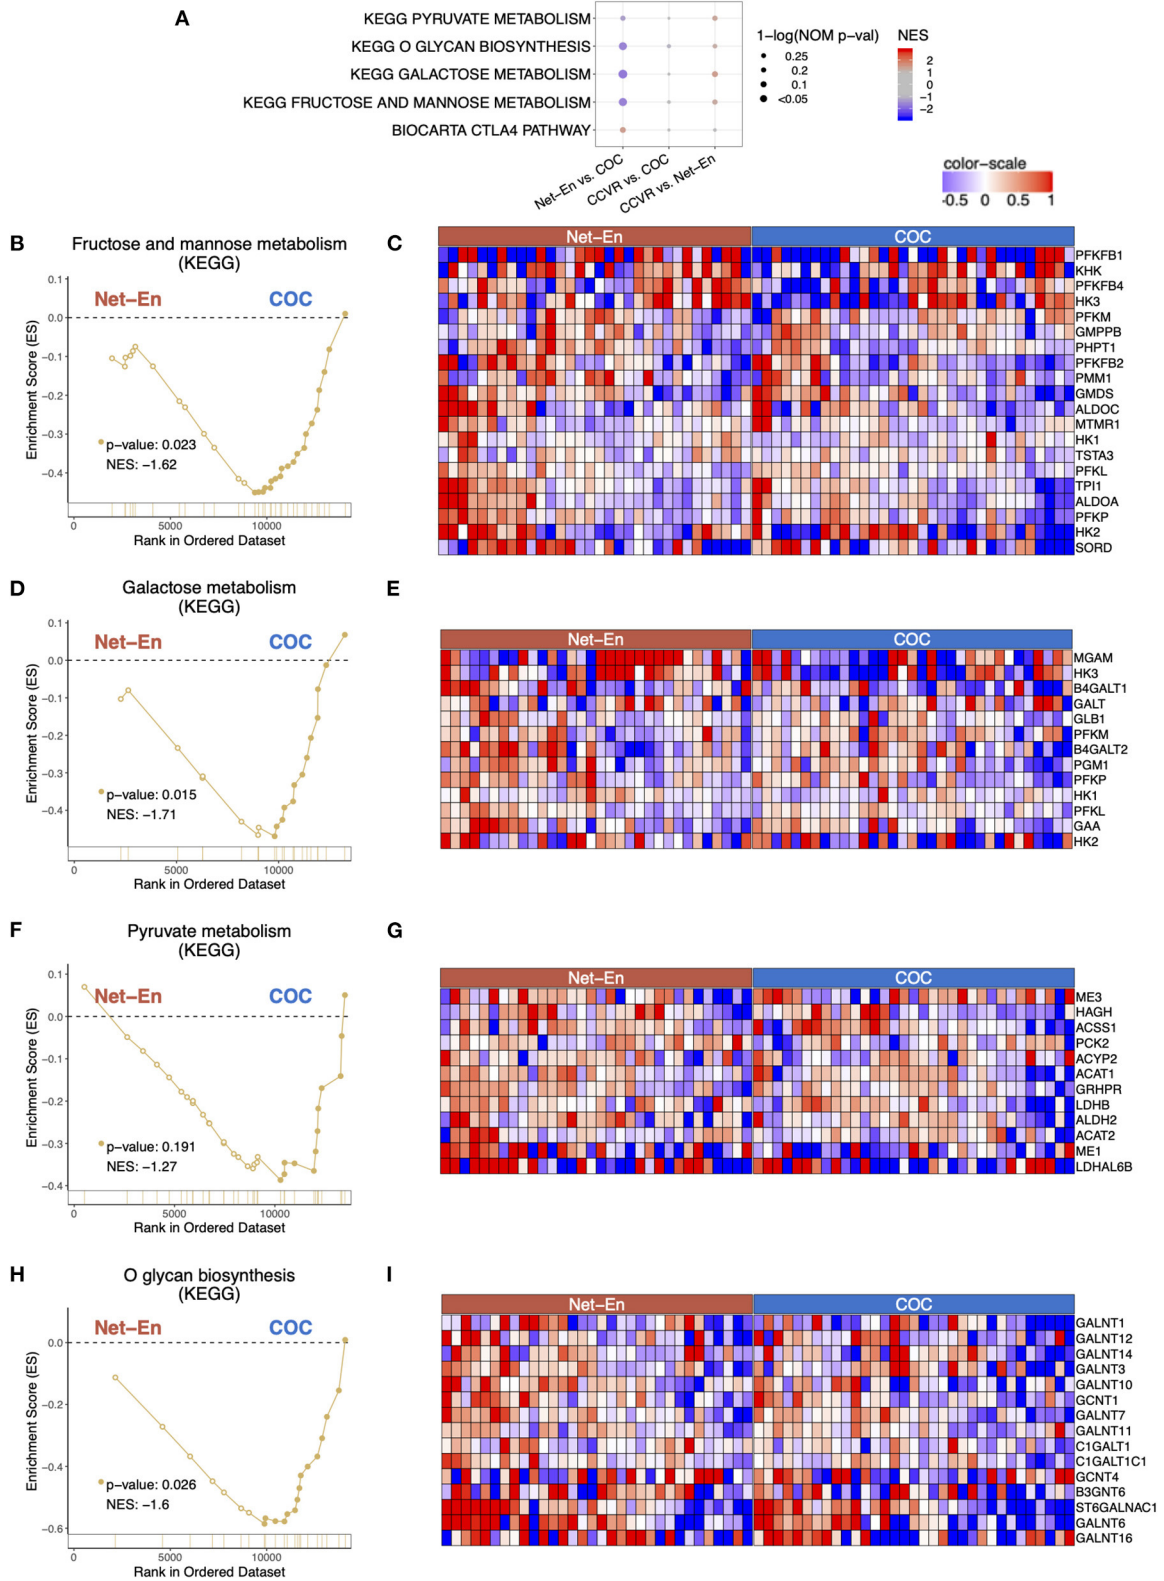 A
KEGG PYRUVATE METABOLISM
KEGG O GLYCAN BIOSYNTHESIS
KEGG GALACTOSE METABOLISM
KEGG FRUCTOSE AND MANNOSE METABOLISM
BIOCARTA CTLA4 PATHWAY
Net−En vs. COC
CCVR vs. COC
CCVR vs. Net−En
1-log(NOM p-val)
0.25
0.2
0.1
<0.05
NES
2
1
0
−1
−2
color−scale
-0.5 0 0.5 1
B
Fructose and mannose metabolism
(KEGG)
Net−En COC
Enrichment Score (ES)
0.1
0.0
−0.1
−0.2
−0.3
−0.4
p−value: 0.023
NES: −1.62
0 5000 10000
Rank in Ordered Dataset
C
Net−En COC
PFKFB1
KHK
PFKFB4
HK3
PFKM
GMPPB
PHPT1
PFKFB2
PMM1
GMDS
ALDOC
MTMR1
HK1
TSTA3
PFKL
TPI1
ALDOA
PFKP
HK2
SORD
D
Galactose metabolism
(KEGG)
Net−En COC
Enrichment Score (ES)
0.1
0.0
−0.1
−0.2
−0.3
−0.4
p−value: 0.015
NES: −1.71
0 5000 10000
Rank in Ordered Dataset
E
Net−En COC
MGAM
HK3
B4GALT1
GALT
GLB1
PFKM
B4GALT2
PGM1
PFKP
HK1
PFKL
GAA
HK2
F
Pyruvate metabolism
(KEGG)
Net−En COC
Enrichment Score (ES)
0.1
0.0
−0.1
−0.2
−0.3
−0.4
p−value: 0.191
NES: −1.27
0 5000 10000
Rank in Ordered Dataset
G
Net−En COC
ME3
HAGH
ACSS1
PCK2
ACYP2
ACAT1
GRHPR
LDHB
ALDH2
ACAT2
ME1
LDHAL6B
H
O glycan biosynthesis
(KEGG)
Net−En COC
Enrichment Score (ES)
0.0
−0.2
−0.4
−0.6
p−value: 0.026
NES: −1.6
0 5000 10000
Rank in Ordered Dataset
I
Net−En COC
GALNT1
GALNT12
GALNT14
GALNT3
GALNT10
GCNT1
GALNT7
GALNT11
C1GALT1
C1GALT1C1
GCNT4
B3GNT6
ST6GALNAC1
GALNT6
GALNT16